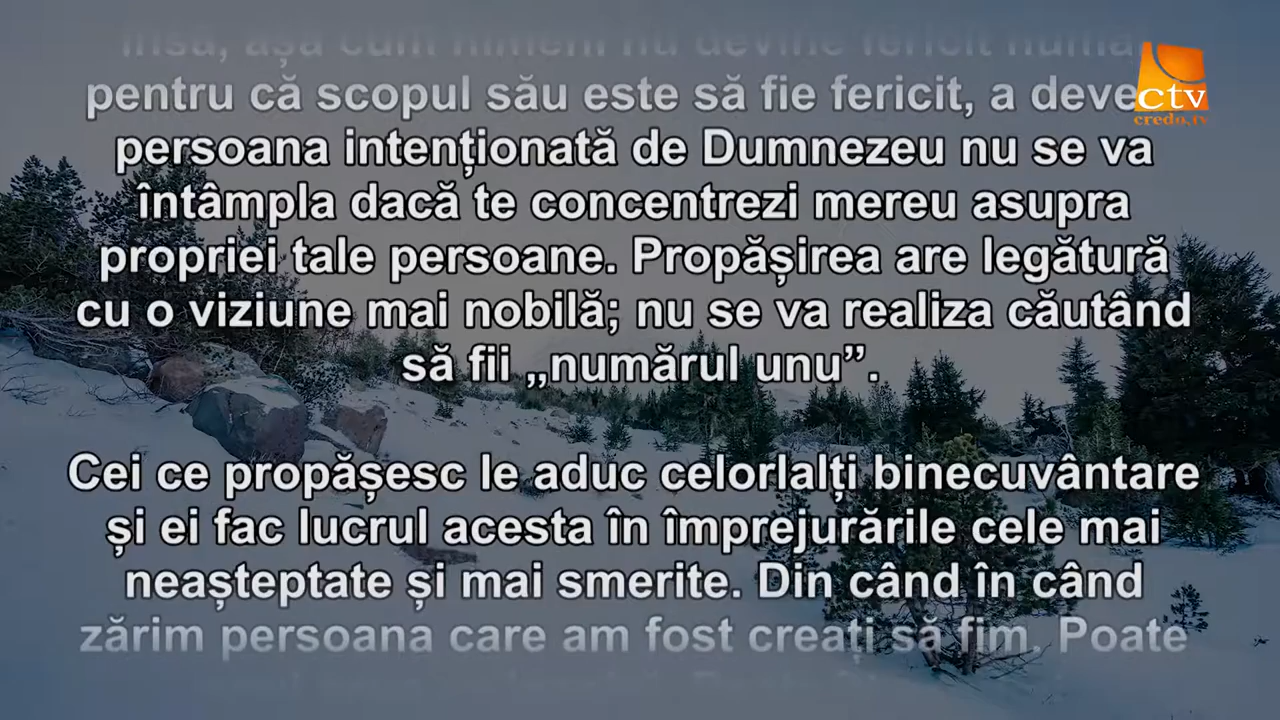 Însă, așa cum nimeni nu devine fericit numai
pentru că scopul său este să fie fericit, a deve
persoana intenționată de Dumnezeu nu se va
întâmpla dacă te concentrezi mereu asupra
propriei tale persoane. Propășirea are legătură
cu o viziune mai nobilă; nu se va realiza căutând
să fii „numărul unu”.
Cei ce propășesc le aduc celorlalți binecuvântare
și ei fac lucrul acesta în împrejurările cele mai
neașteptate și mai smerite. Din când în când
zărim persoana care am fost creați să fim. Poate
ctv
credo.tv